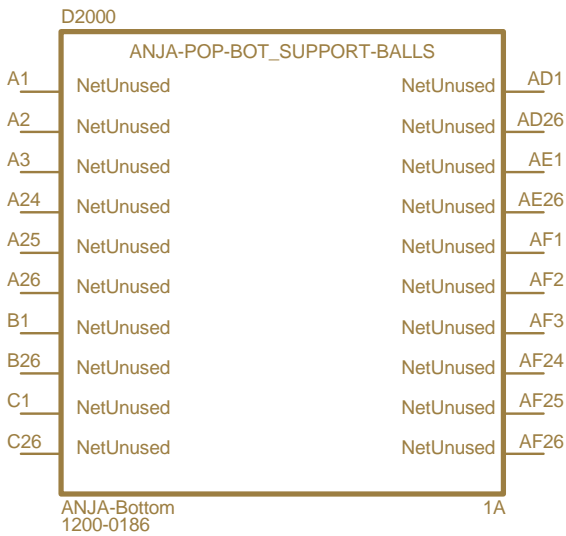 D2000
ANJA-POP-BOT_SUPPORT-BALLS
A1 NetUnused NetUnused AD1
A2 NetUnused NetUnused AD26
A3 NetUnused NetUnused AE1
A24 NetUnused NetUnused AE26
A25 NetUnused NetUnused AF1
A26 NetUnused NetUnused AF2
B1 NetUnused NetUnused AF3
B26 NetUnused NetUnused AF24
C1 NetUnused NetUnused AF25
C26 NetUnused NetUnused AF26
ANJA-Bottom 1A
1200-0186